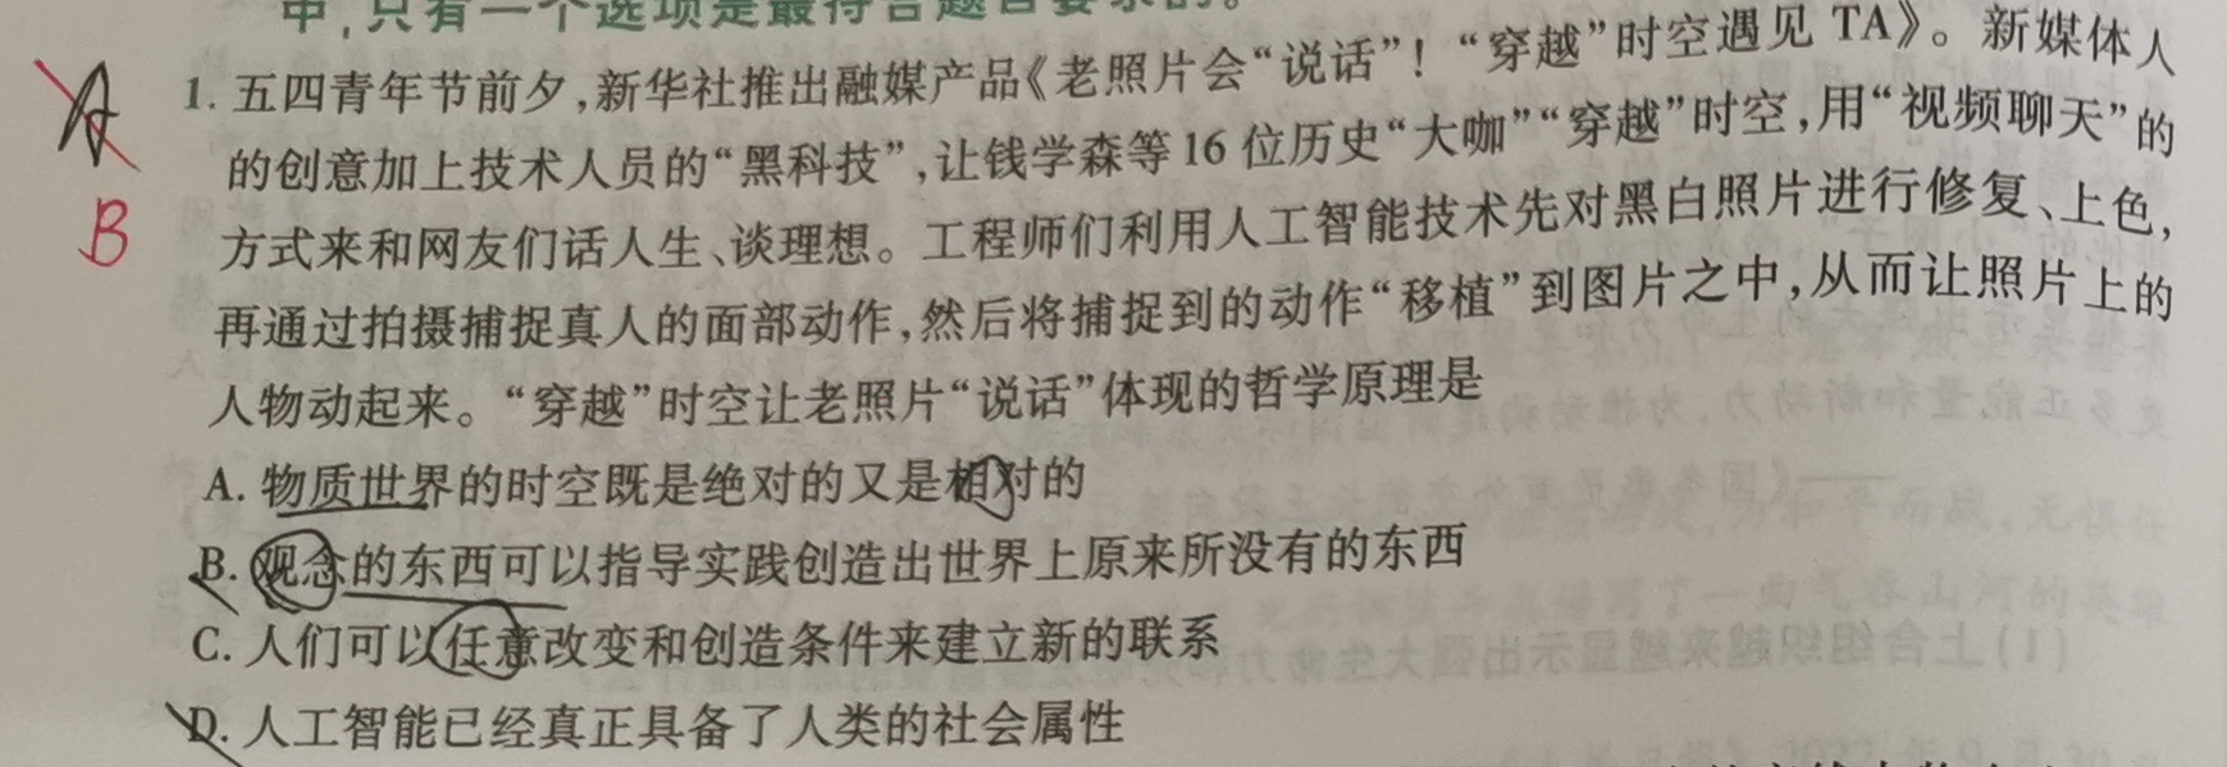 中，只有一个选项是最符合题目要求的。
A
B
1. 五四青年节前夕，新华社推出融媒产品《老照片会“说话”！“穿越”时空遇见 TA》。新媒体人
的创意加上技术人员的“黑科技”，让钱学森等 16 位历史“大咖”“穿越”时空，用“视频聊天”的
方式来和网友们话人生、谈理想。工程师们利用人工智能技术先对黑白照片进行修复、上色，
再通过拍摄捕捉真人的面部动作，然后将捕捉到的动作“移植”到图片之中，从而让照片上的
人物动起来。“穿越”时空让老照片“说话”体现的哲学原理是
A. 物质世界的时空既是绝对的又是相对的
B. 观念的东西可以指导实践创造出世界上原来所没有的东西
C. 人们可以任意改变和创造条件来建立新的联系
D. 人工智能已经真正具备了人类的社会属性